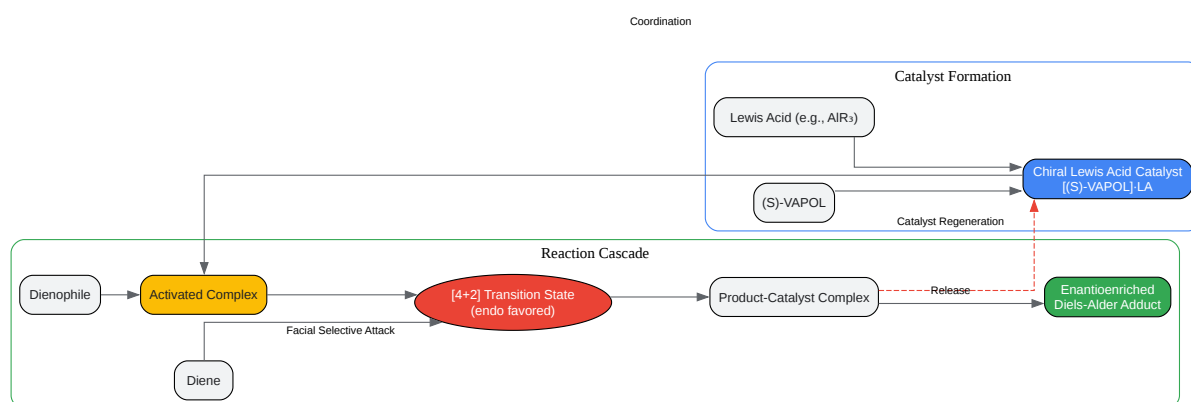 Coordination
Catalyst Formation
Lewis Acid (e.g., AlR₃)
Chiral Lewis Acid Catalyst
[(S)-VAPOL]·LA
(S)-VAPOL
Catalyst Regeneration
Reaction Cascade
Dienophile
Activated Complex
[4+2] Transition State
(endo favored)
Product-Catalyst Complex
Release
Enantioenriched
Diels-Alder Adduct
Facial Selective Attack
Diene